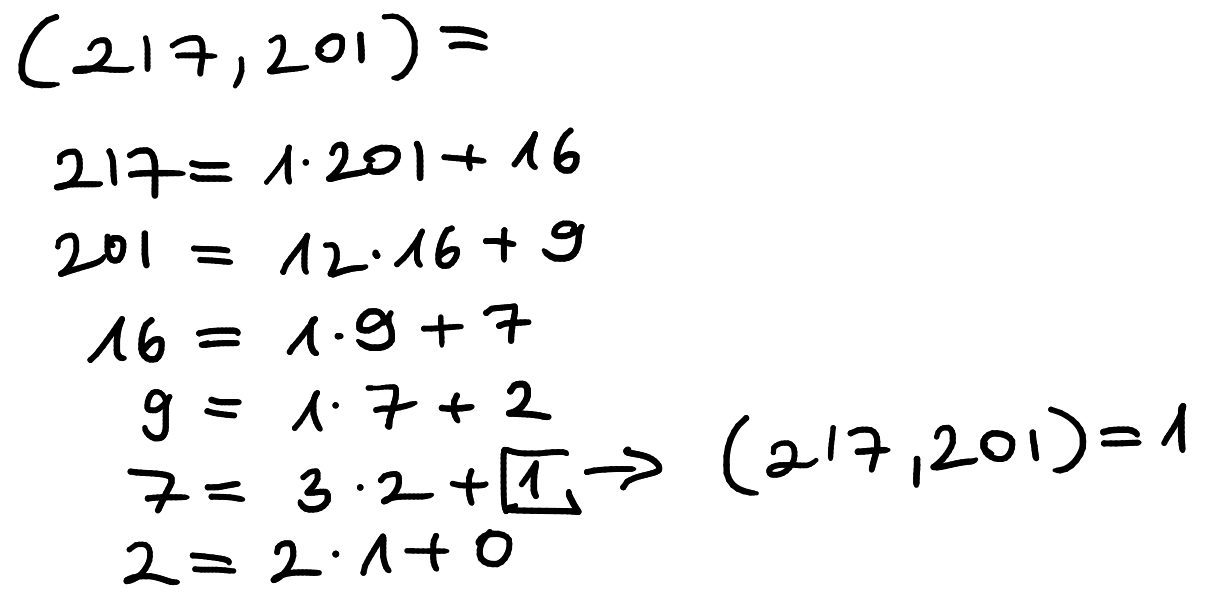 (217,201) =
217 = 1·201 + 16
201 = 12·16 + 9
16 = 1·9 + 7
9 = 1·7 + 2
7 = 3·2 + 1 → (217,201) = 1
2 = 2·1 + 0